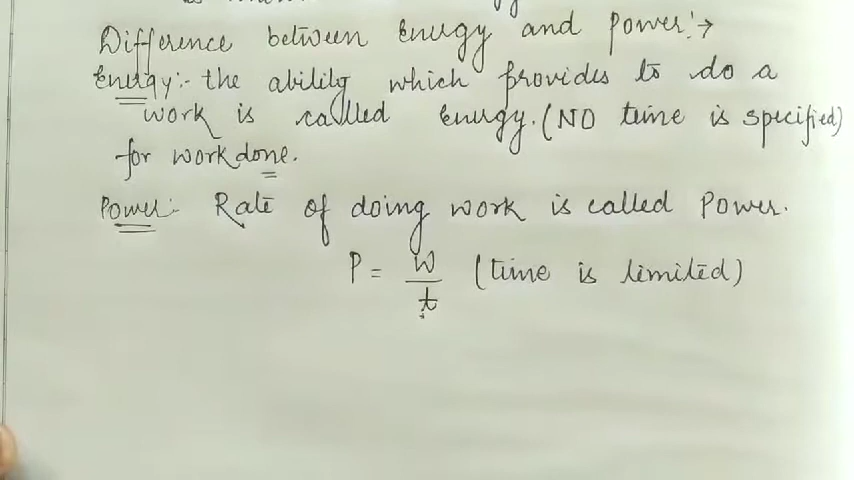 Difference between Energy and Power:→
Energy:- the ability which provides to do a
work is called Energy. (NO time is specified)
for work done.
Power:- Rate of doing work is called Power.
P = W/t (time is limited)